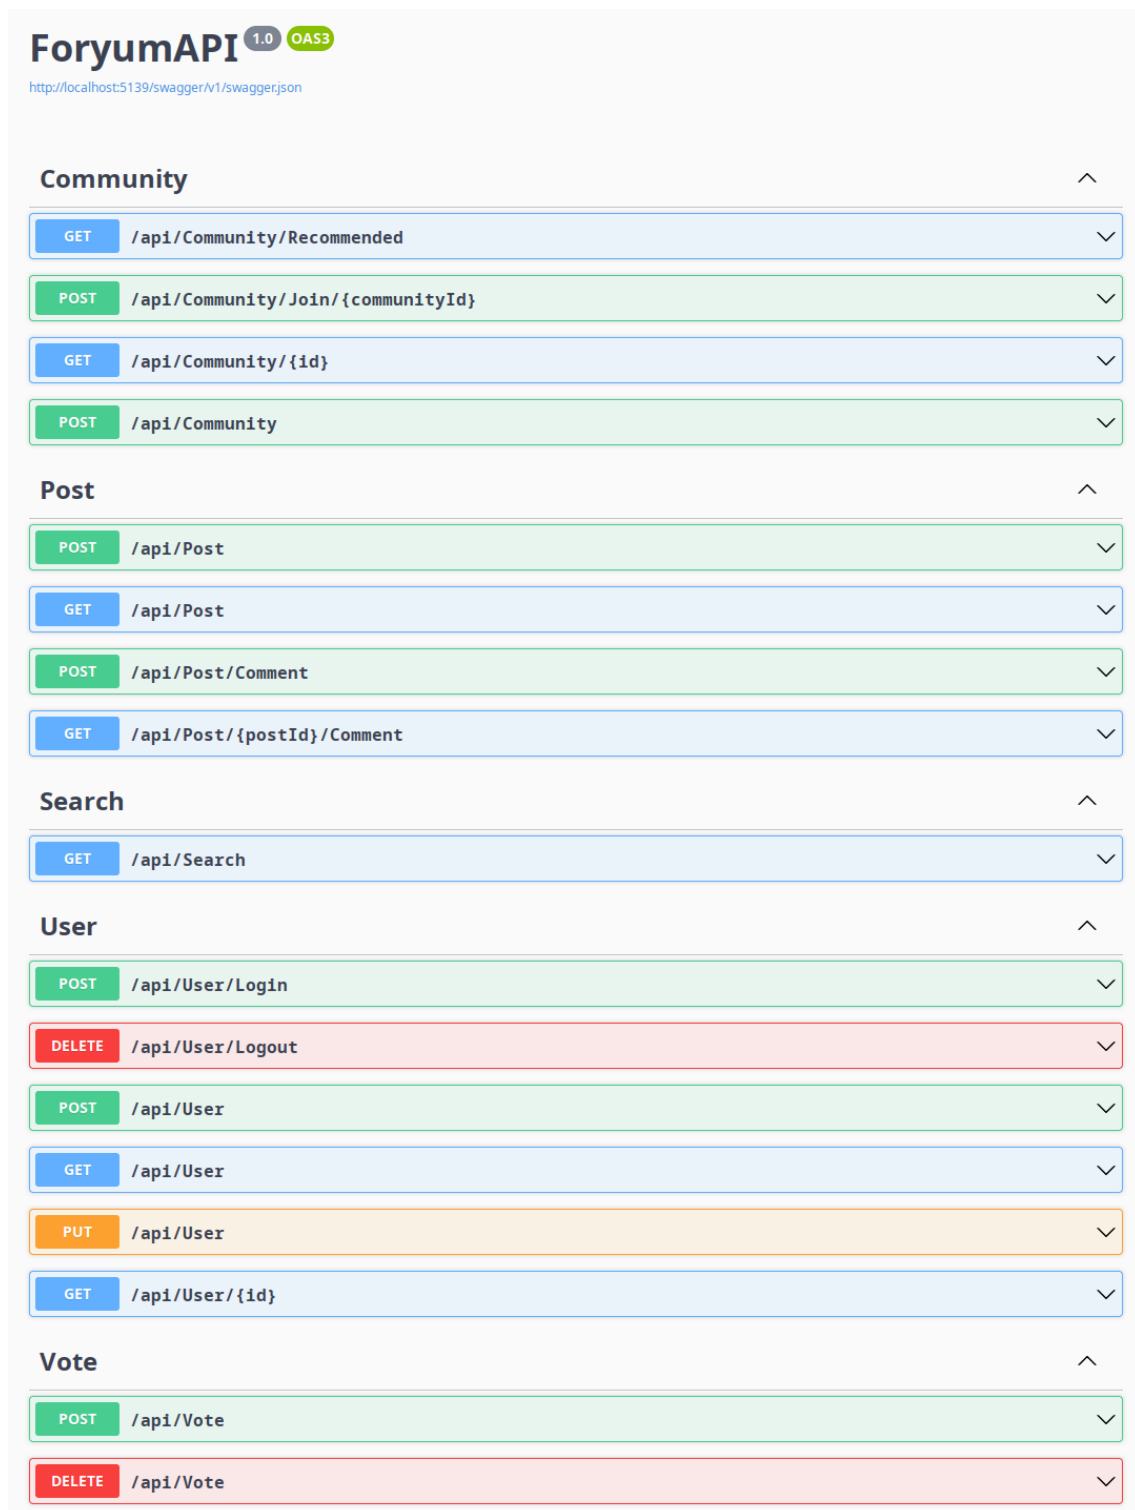 ForyumAPI 1.0 OAS3
http://localhost:5139/swagger/v1/swagger.json
Community
GET /api/Community/Recommended
POST /api/Community/Join/{communityId}
GET /api/Community/{id}
POST /api/Community
Post
POST /api/Post
GET /api/Post
POST /api/Post/Comment
GET /api/Post/{postId}/Comment
Search
GET /api/Search
User
POST /api/User/Login
DELETE /api/User/Logout
POST /api/User
GET /api/User
PUT /api/User
GET /api/User/{id}
Vote
POST /api/Vote
DELETE /api/Vote